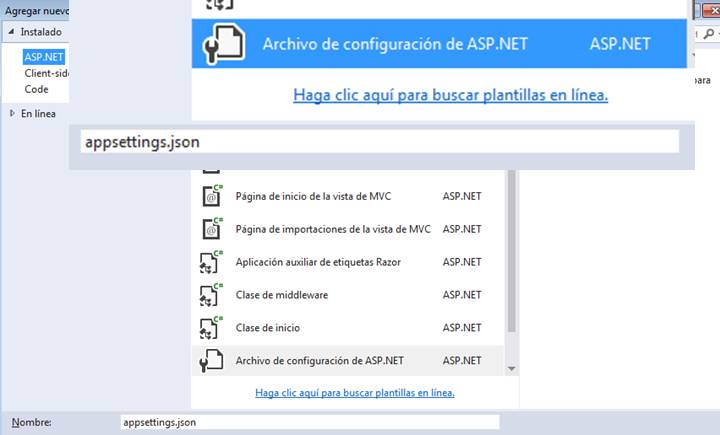 Agregar nuevo
Instalado
ASP.NET
Client-sid
Code
En línea
Archivo de configuración de ASP.NET ASP.NET
Haga clic aquí para buscar plantillas en línea.
appsettings.json
para
Página de inicio de la vista de MVC ASP.NET
Página de importaciones de la vista de MVC ASP.NET
Aplicación auxiliar de etiquetas Razor ASP.NET
Clase de middleware ASP.NET
Clase de inicio ASP.NET
Archivo de configuración de ASP.NET ASP.NET
Haga clic aquí para buscar plantillas en línea.
Nombre: appsettings.json